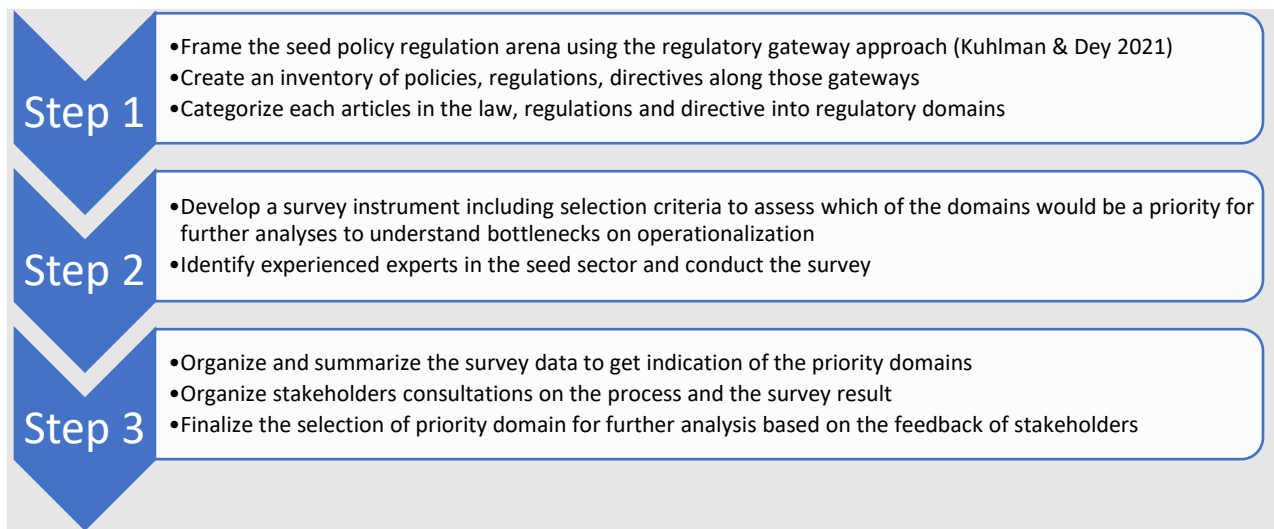 Step 1
•Frame the seed policy regulation arena using the regulatory gateway approach (Kuhlman & Dey 2021)
•Create an inventory of policies, regulations, directives along those gateways
•Categorize each articles in the law, regulations and directive into regulatory domains
Step 2
•Develop a survey instrument including selection criteria to assess which of the domains would be a priority for
further analyses to understand bottlenecks on operationalization
•Identify experienced experts in the seed sector and conduct the survey
Step 3
•Organize and summarize the survey data to get indication of the priority domains
•Organize stakeholders consultations on the process and the survey result
•Finalize the selection of priority domain for further analysis based on the feedback of stakeholders